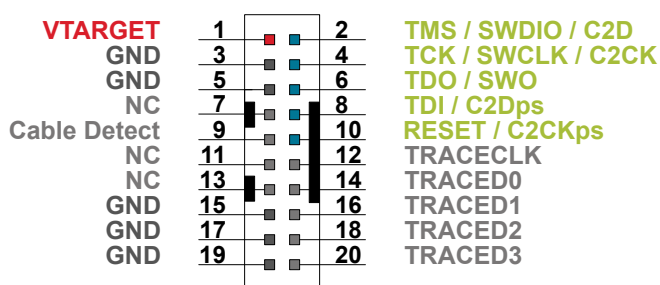 VTARGET 1 2 TMS / SWDIO / C2D
GND 3 4 TCK / SWCLK / C2CK
GND 5 6 TDO / SWO
NC 7 8 TDI / C2Dps
Cable Detect 9 10 RESET / C2CKps
NC 11 12 TRACECLK
NC 13 14 TRACED0
GND 15 16 TRACED1
GND 17 18 TRACED2
GND 19 20 TRACED3